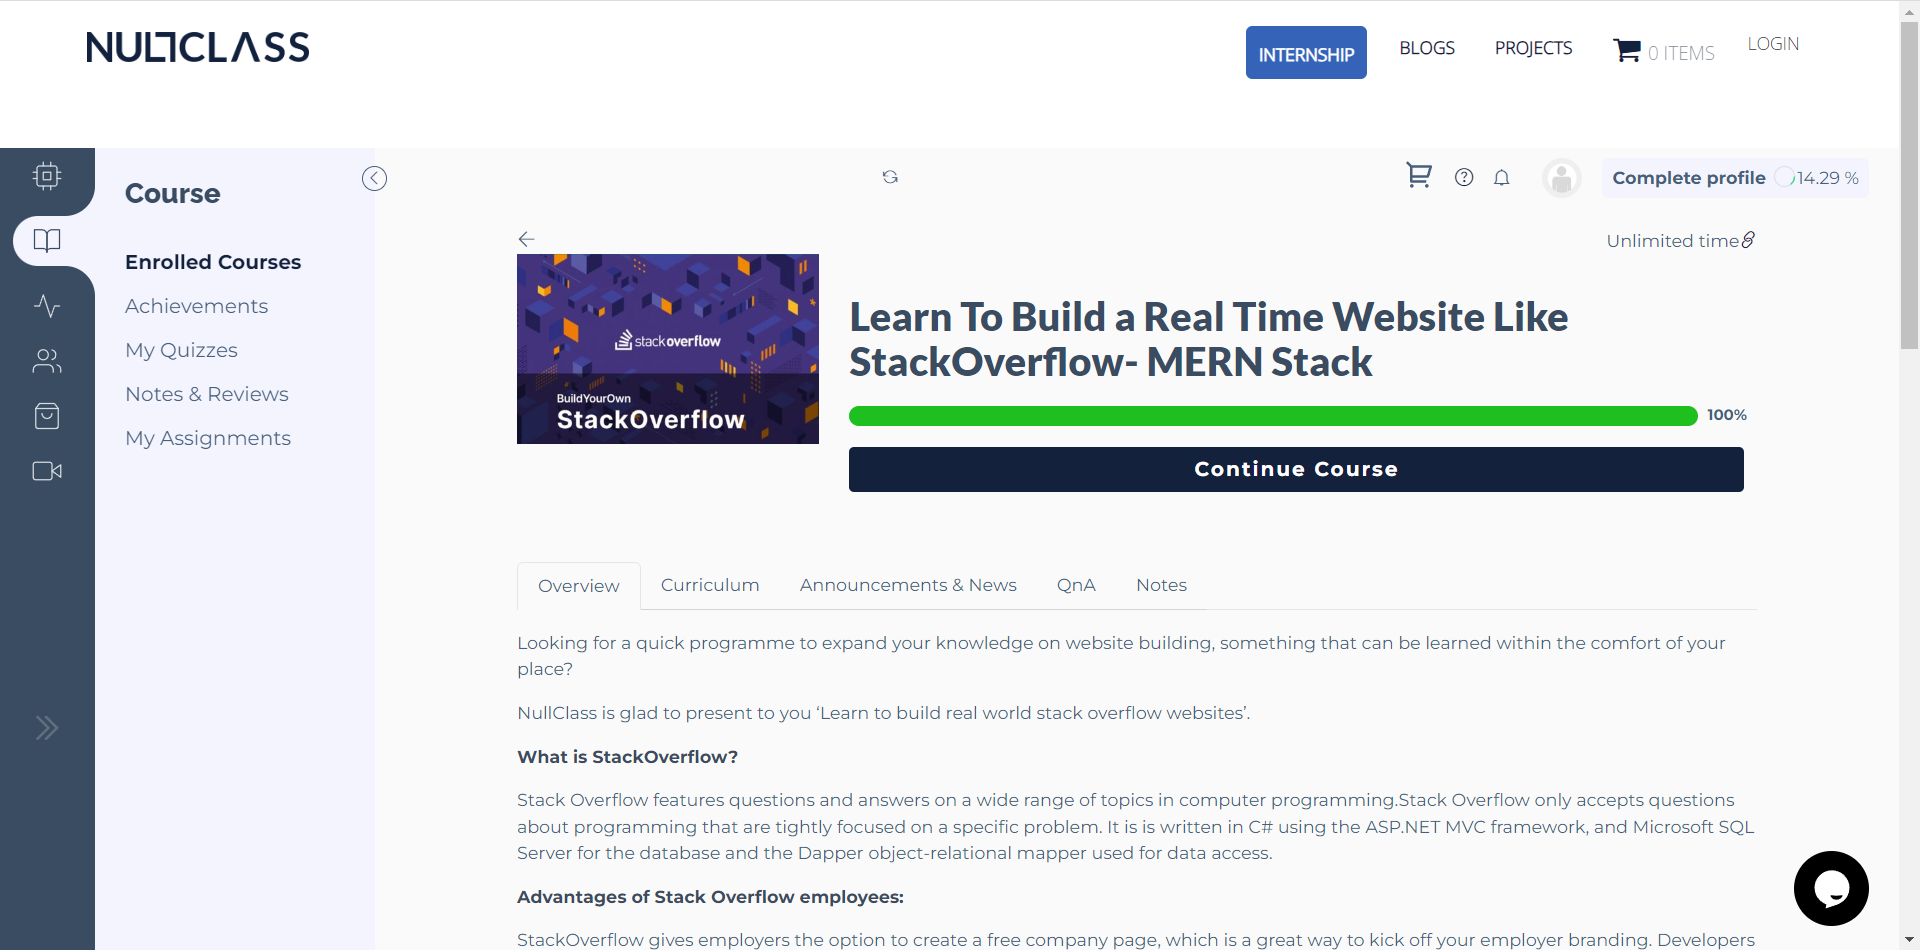 NULLCLASS
INTERNSHIP
BLOGS
PROJECTS
0 ITEMS
LOGIN
Course
Enrolled Courses
Achievements
My Quizzes
Notes & Reviews
My Assignments
Complete profile 14.29 %
Unlimited time
stackoverflow
BuildYourOwn
StackOverflow
Learn To Build a Real Time Website Like
StackOverflow- MERN Stack
100%
Continue Course
Overview
Curriculum
Announcements & News
QnA
Notes
Looking for a quick programme to expand your knowledge on website building, something that can be learned within the comfort of your
place?
NullClass is glad to present to you ‘Learn to build real world stack overflow websites’.
What is StackOverflow?
Stack Overflow features questions and answers on a wide range of topics in computer programming.Stack Overflow only accepts questions
about programming that are tightly focused on a specific problem. It is is written in C# using the ASP.NET MVC framework, and Microsoft SQL
Server for the database and the Dapper object-relational mapper used for data access.
Advantages of Stack Overflow employees:
StackOverflow gives employers the option to create a free company page, which is a great way to kick off your employer branding. Developers